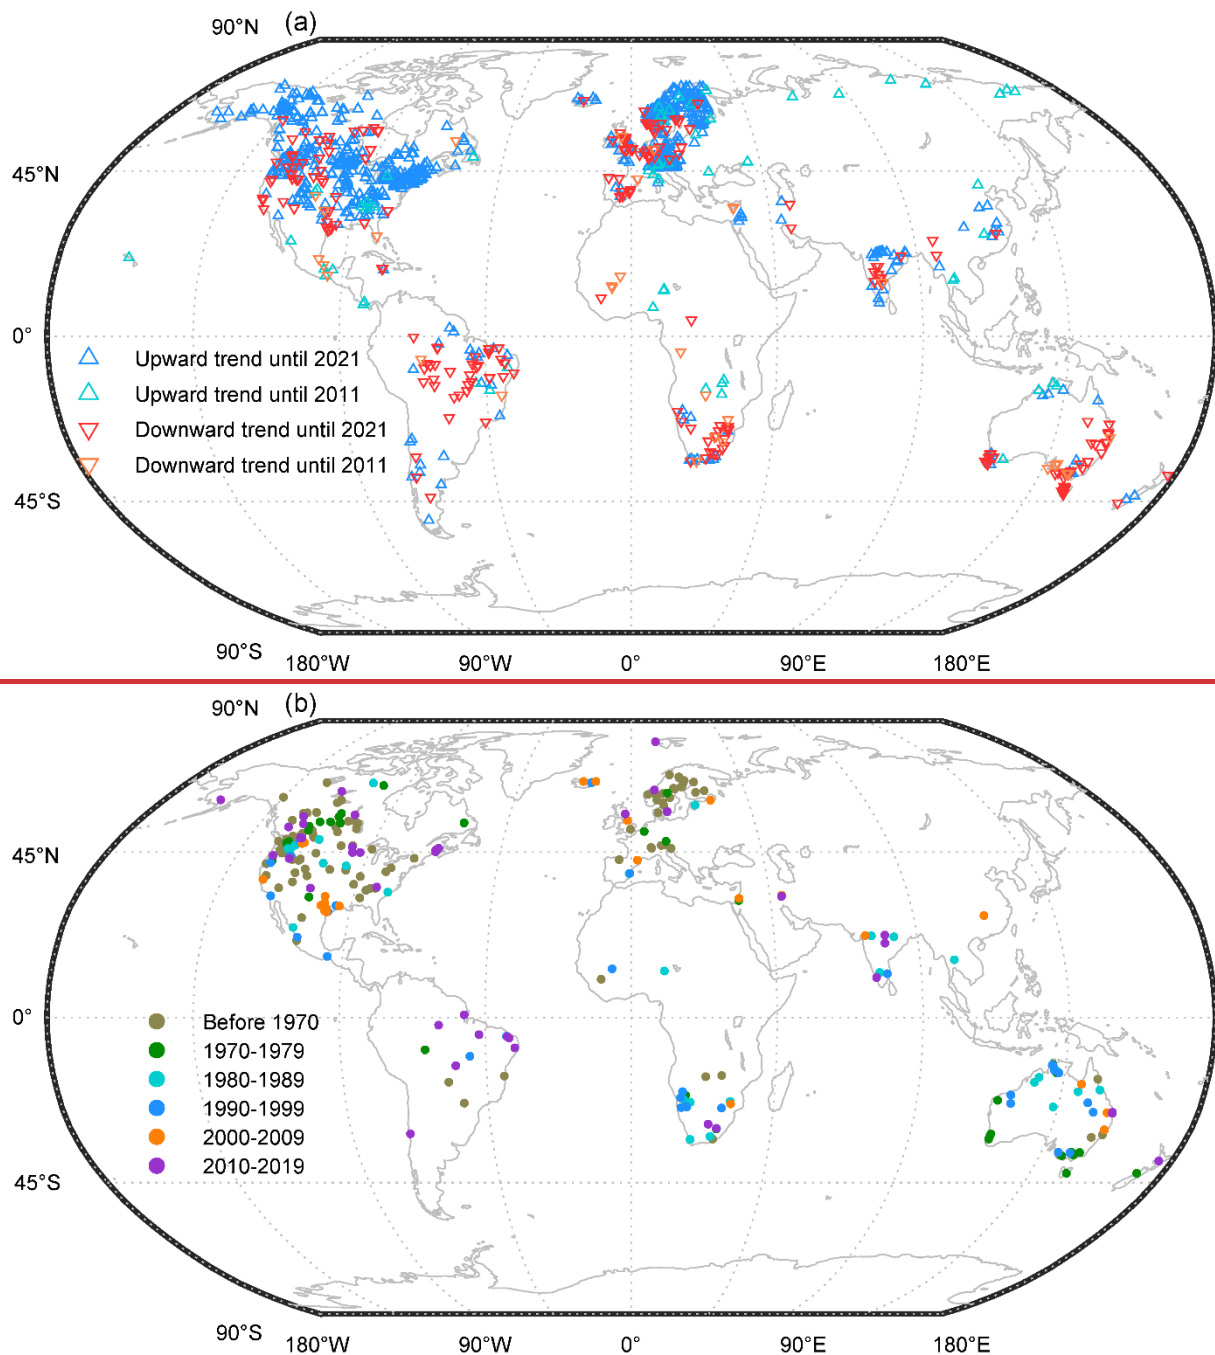 90°N (a)
45°N
0°
Upward trend until 2021
Upward trend until 2011
Downward trend until 2021
Downward trend until 2011
45°S
90°S
180°W 90°W 0° 90°E 180°E
90°N (b)
45°N
0°
Before 1970
1970-1979
1980-1989
1990-1999
2000-2009
2010-2019
45°S
90°S
180°W 90°W 0° 90°E 180°E